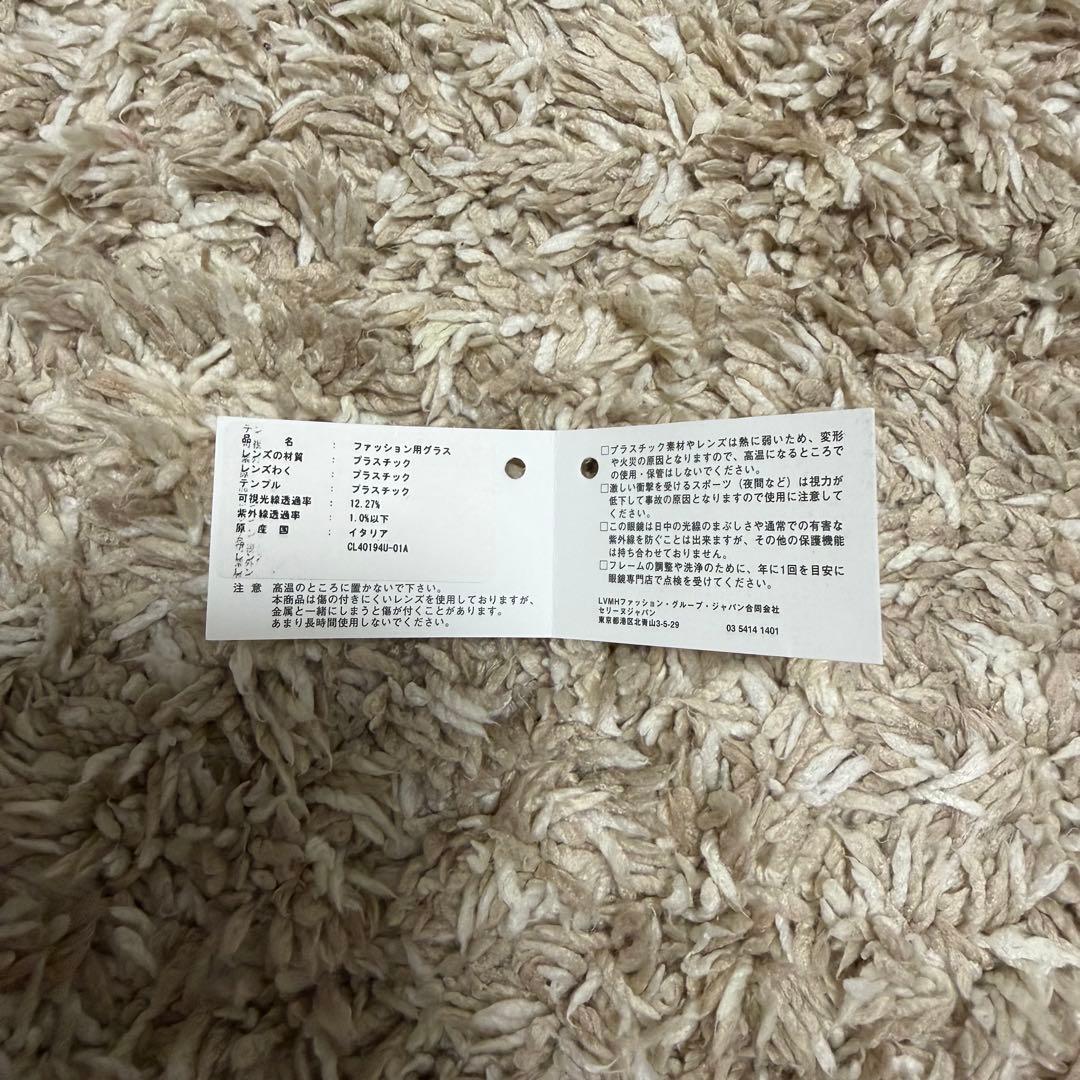 品　名 : ファッション用グラス
レンズの材質 : プラスチック
レンズわく : プラスチック
テンプル : プラスチック
可視光線透過率 : 12.27%
紫外線透過率 : 1.0%以下
原 産 国 : イタリア
CL40194U-01A
注 意 高温のところに置かないで下さい。
本商品は傷の付きにくいレンズを使用しておりますが、
金属と一緒にしまうと傷が付くことがあります。
あまり長時間使用しないでください。
□プラスチック素材やレンズは熱に弱いため、変形
や火災の原因となりますので、高温になるところで
の使用・保管はしないでください。
□激しい衝撃を受けるスポーツ（夜間など）は視力が
低下して事故の原因となりますので使用に注意して
ください。
□この眼鏡は日中の光線のまぶしさや通常での有害な
紫外線を防ぐことは出来ますが、その他の保護機能
は持ち合わせておりません。
□フレームの調整や洗浄のために、年に1回を目安に
眼鏡専門店で点検を受けてください。
LVMHファッション・グループ・ジャパン合同会社
セリーヌジャパン
東京都港区北青山3-5-29 03 5414 1401